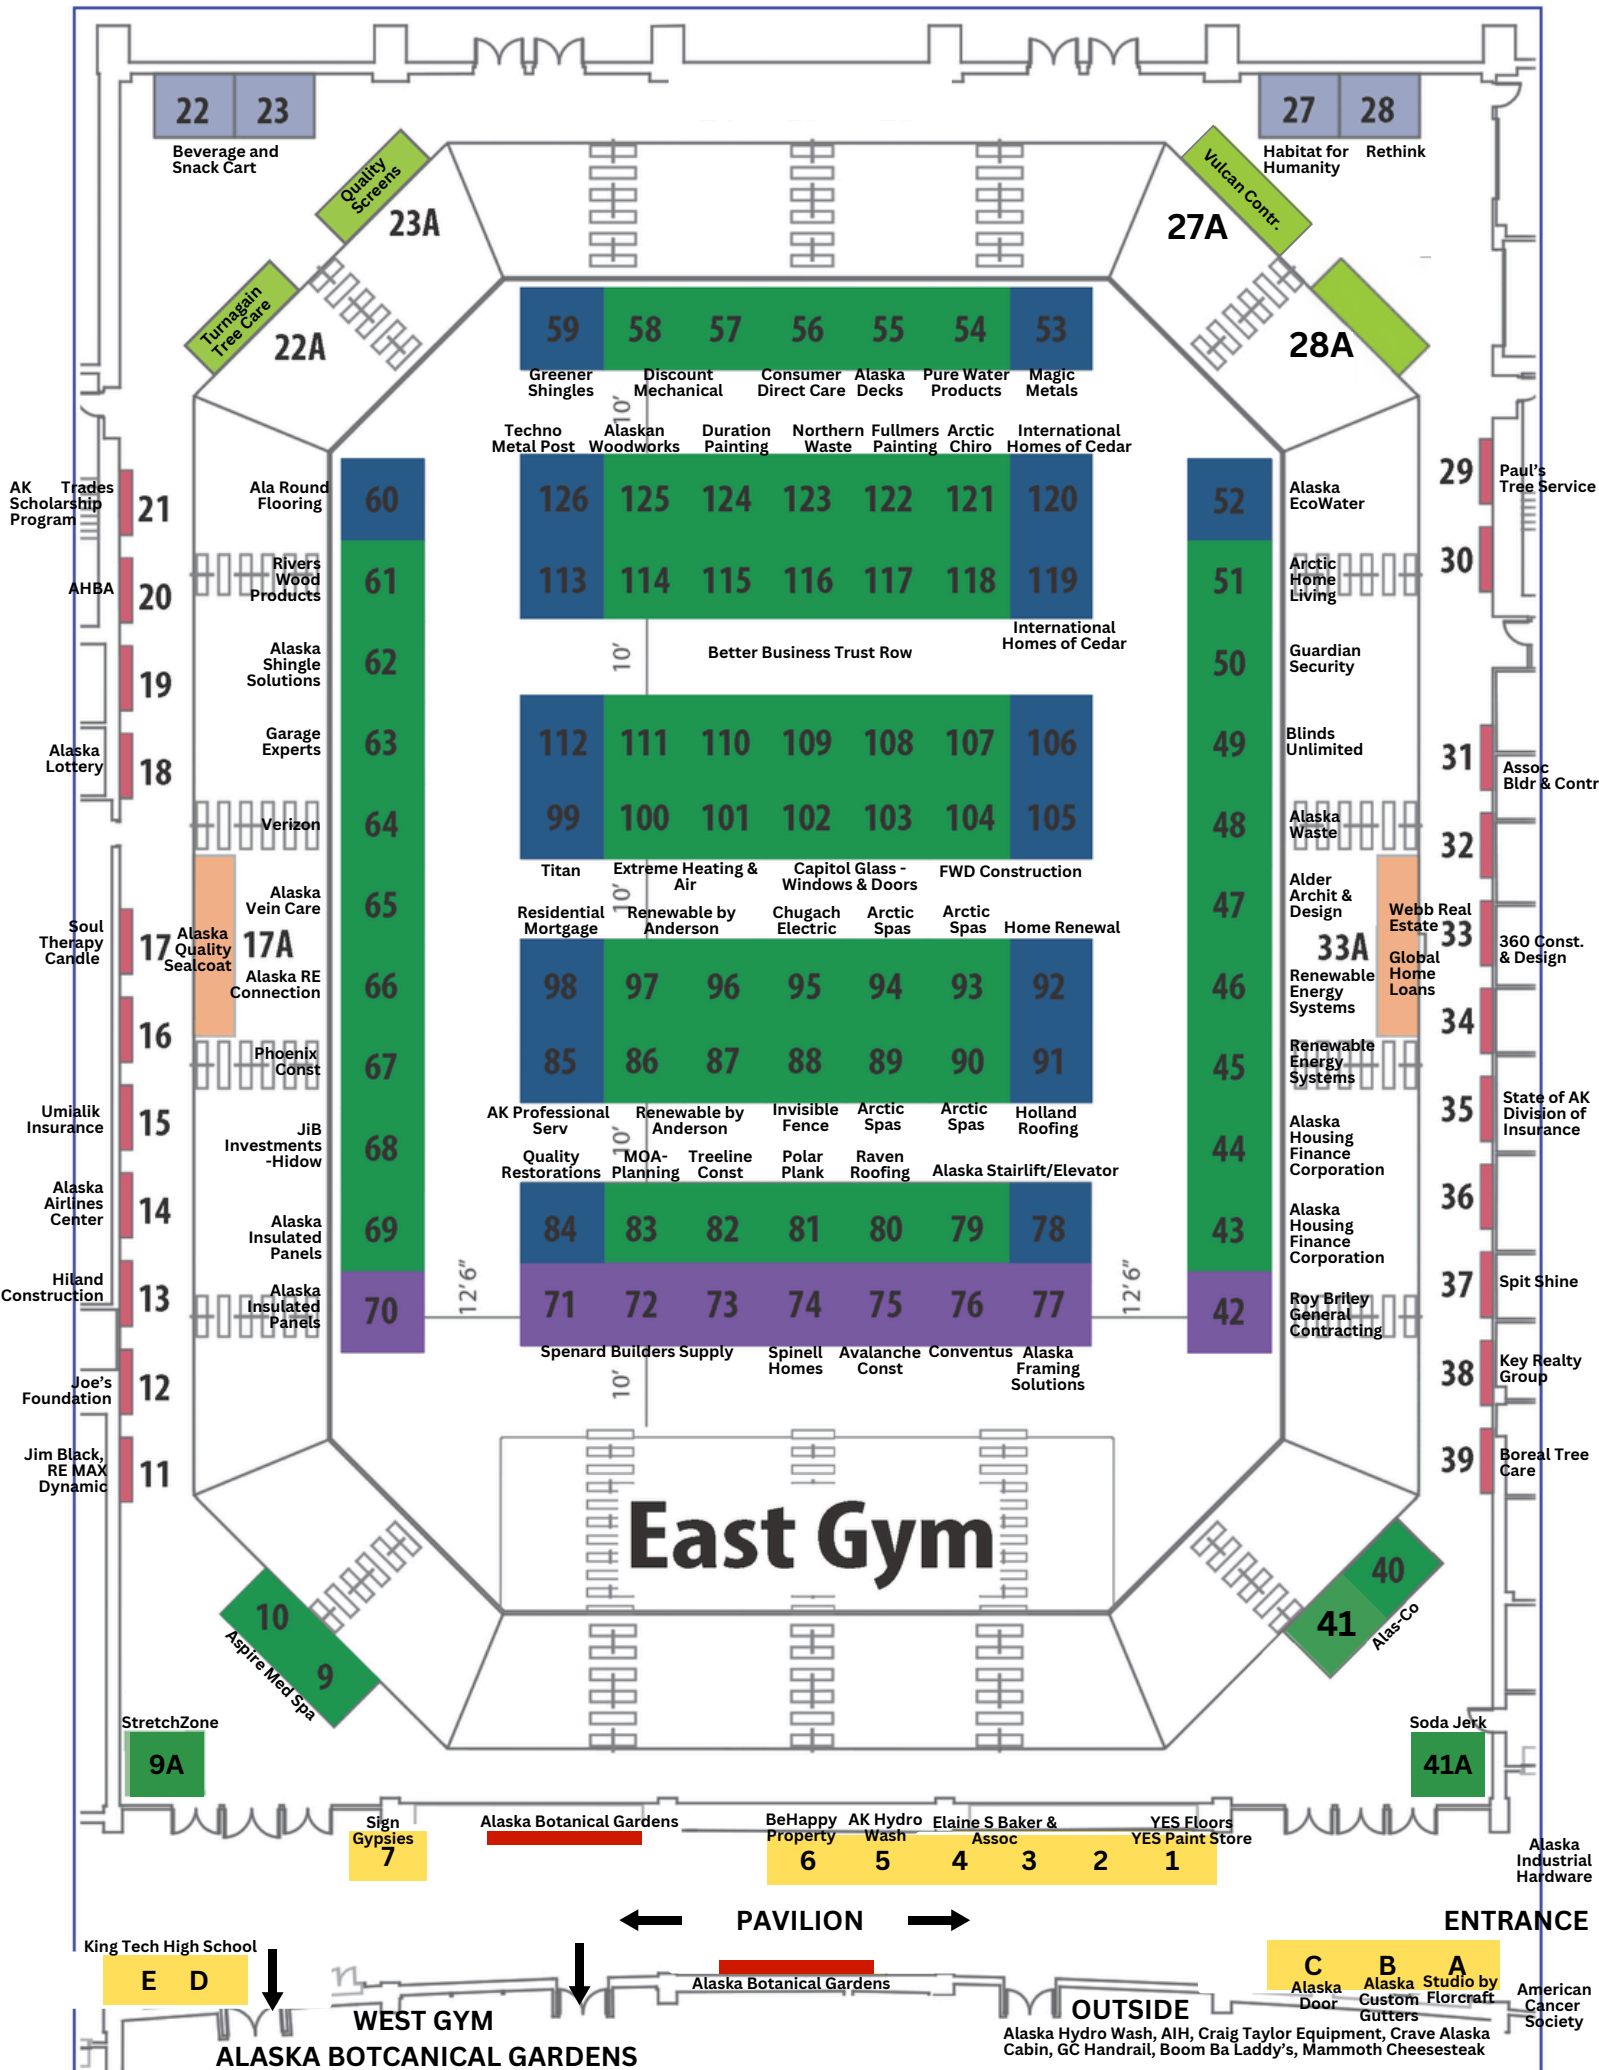 22 23
Beverage and
Snack Cart
27 28
Habitat for
Humanity
Rethink
Quality
Screens
23A
Vulcan Contr.
27A
Turnagain
Tree Care
22A
28A
59 58 57 56 55 54 53
Greener
Shingles
Discount
Mechanical
Consumer
Direct Care
Alaska
Decks
Pure Water
Products
Magic
Metals
10'
Techno
Metal Post
Alaskan
Woodworks
Duration
Painting
Northern
Waste
Fullmers
Painting
Arctic
Chiro
International
Homes of Cedar
126 125 124 123 122 121 120
113 114 115 116 117 118 119
International
Homes of Cedar
10'
Better Business Trust Row
112 111 110 109 108 107 106
99 100 101 102 103 104 105
Titan
Extreme Heating &
Air
Capitol Glass -
Windows & Doors
FWD Construction
10'
Residential
Mortgage
Renewable by
Anderson
Chugach
Electric
Arctic
Spas
Arctic
Spas
Home Renewal
98 97 96 95 94 93 92
85 86 87 88 89 90 91
AK Professional
Serv
Renewable by
Anderson
Invisible
Fence
Arctic
Spas
Arctic
Spas
Holland
Roofing
10'
Quality
Restorations
MOA-
Planning
Treeline
Const
Polar
Plank
Raven
Roofing
Alaska Stairlift/Elevator
84 83 82 81 80 79 78
71 72 73 74 75 76 77
12' 6"
12' 6"
Spenard Builders Supply
Spinell
Homes
Avalanche
Const
Conventus
Alaska
Framing
Solutions
10'
AK Trades
Scholarship
Program
21
AHBA
20
19
Alaska
Lottery
18
Soul
Therapy
Candle
17
Alaska
Quality
Sealcoat
17A
16
Umialik
Insurance
15
Alaska
Airlines
Center
14
Hiland
Construction
13
Joe's
Foundation
12
Jim Black,
RE MAX
Dynamic
11
Ala Round
Flooring
60
Rivers
Wood
Products
61
Alaska
Shingle
Solutions
62
Garage
Experts
63
Verizon
64
Alaska
Vein Care
65
Alaska RE
Connection
66
Phoenix
Const
67
JiB
Investments
-Hidow
68
Alaska
Insulated
Panels
69
Alaska
Insulated
Panels
70
52
Alaska
EcoWater
51
Arctic
Home
Living
50
Guardian
Security
49
Blinds
Unlimited
48
Alaska
Waste
47
Alder
Archit &
Design
33A
46
Renewable
Energy
Systems
45
Renewable
Energy
Systems
44
Alaska
Housing
Finance
Corporation
43
Alaska
Housing
Finance
Corporation
42
Roy Briley
General
Contracting
Webb Real
Estate
Global
Home
Loans
29
Paul's
Tree Service
30
31
Assoc
Bldr & Contr
32
33
360 Const.
& Design
34
35
State of AK
Division of
Insurance
36
37
Spit Shine
38
Key Realty
Group
39
Boreal Tree
Care
East Gym
10
9
Aspire Med Spa
40
41
Alas-Co
StretchZone
9A
Soda Jerk
41A
Sign
Gypsies
7
Alaska Botanical Gardens
BeHappy
Property
AK Hydro
Wash
Elaine S Baker &
Assoc
YES Floors
YES Paint Store
6 5 4 3 2 1
Alaska
Industrial
Hardware
PAVILION
ENTRANCE
King Tech High School
E D
Alaska Botanical Gardens
C B A
Alaska
Door
Alaska
Custom
Gutters
Studio by
Florcraft
American
Cancer
Society
WEST GYM
ALASKA BOTCANICAL GARDENS
OUTSIDE
Alaska Hydro Wash, AIH, Craig Taylor Equipment, Crave Alaska
Cabin, GC Handrail, Boom Ba Laddy's, Mammoth Cheesesteak